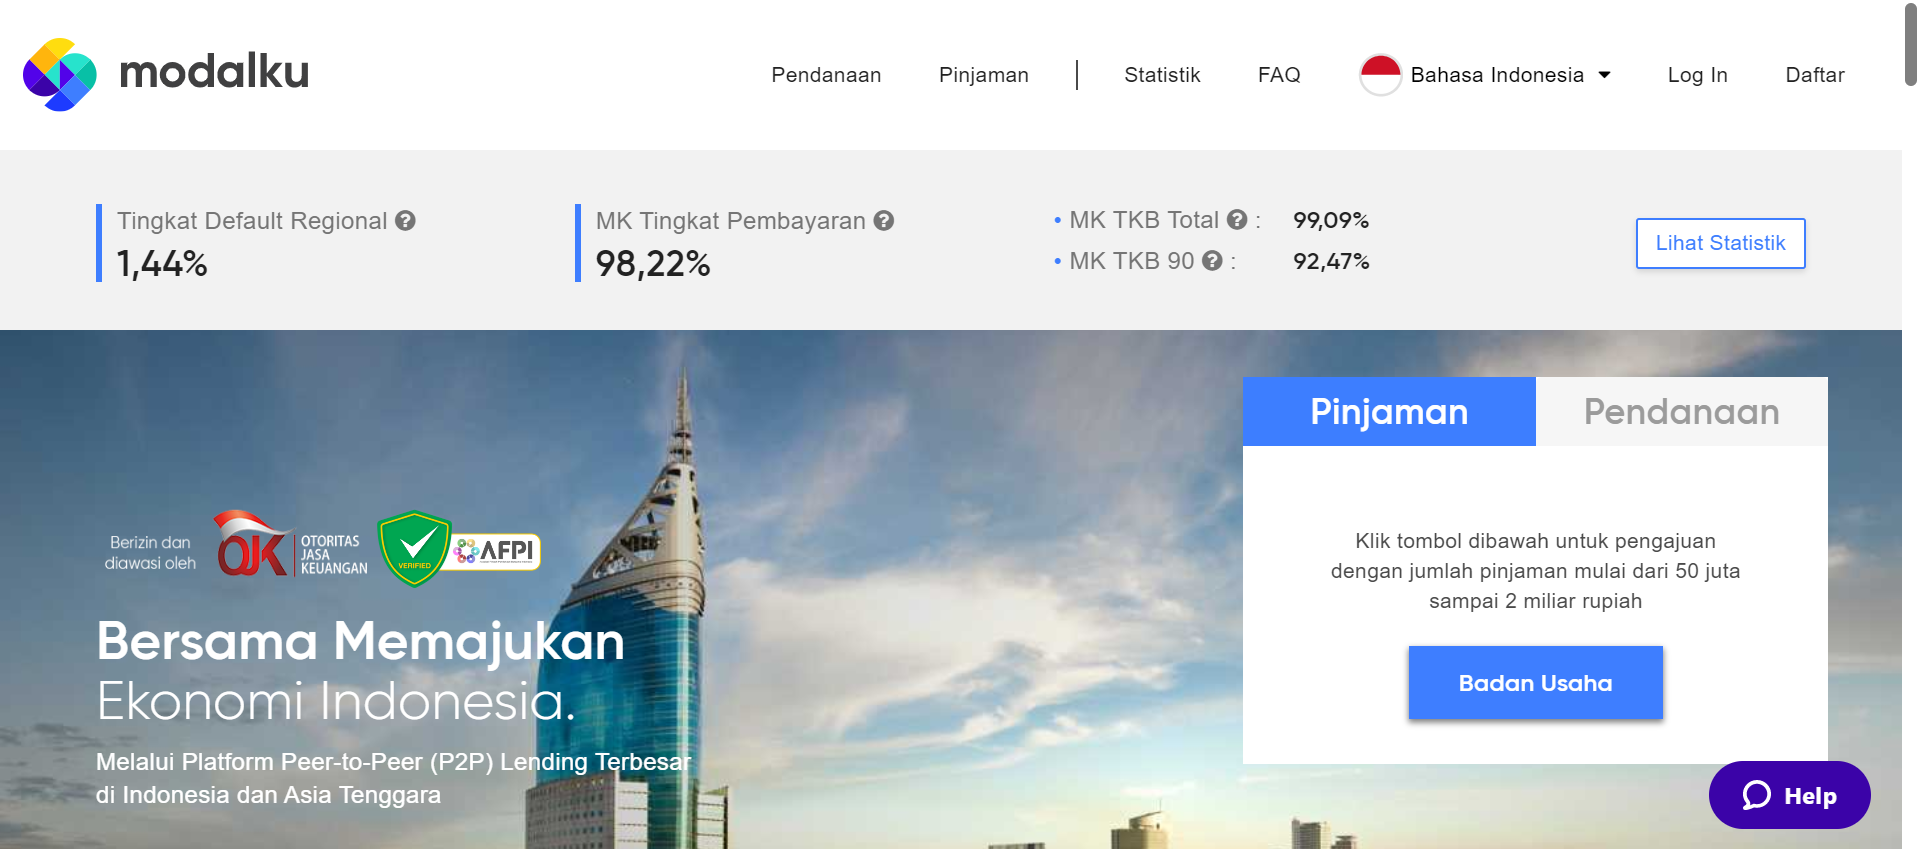 modalku
Pendanaan
Pinjaman
Statistik
FAQ
Bahasa Indonesia
Log In
Daftar
Tingkat Default Regional ?
1,44%
MK Tingkat Pembayaran ?
98,22%
• MK TKB Total ? : 99,09%
• MK TKB 90 ? : 92,47%
Lihat Statistik
Pinjaman
Pendanaan
Klik tombol dibawah untuk pengajuan
dengan jumlah pinjaman mulai dari 50 juta
sampai 2 miliar rupiah
Badan Usaha
Berizin dan
diawasi oleh
OJK
OTORITAS
JASA
KEUANGAN
VERIFIED
AFPI
Bersama Memajukan
Ekonomi Indonesia.
Melalui Platform Peer-to-Peer (P2P) Lending Terbesar
di Indonesia dan Asia Tenggara
Help